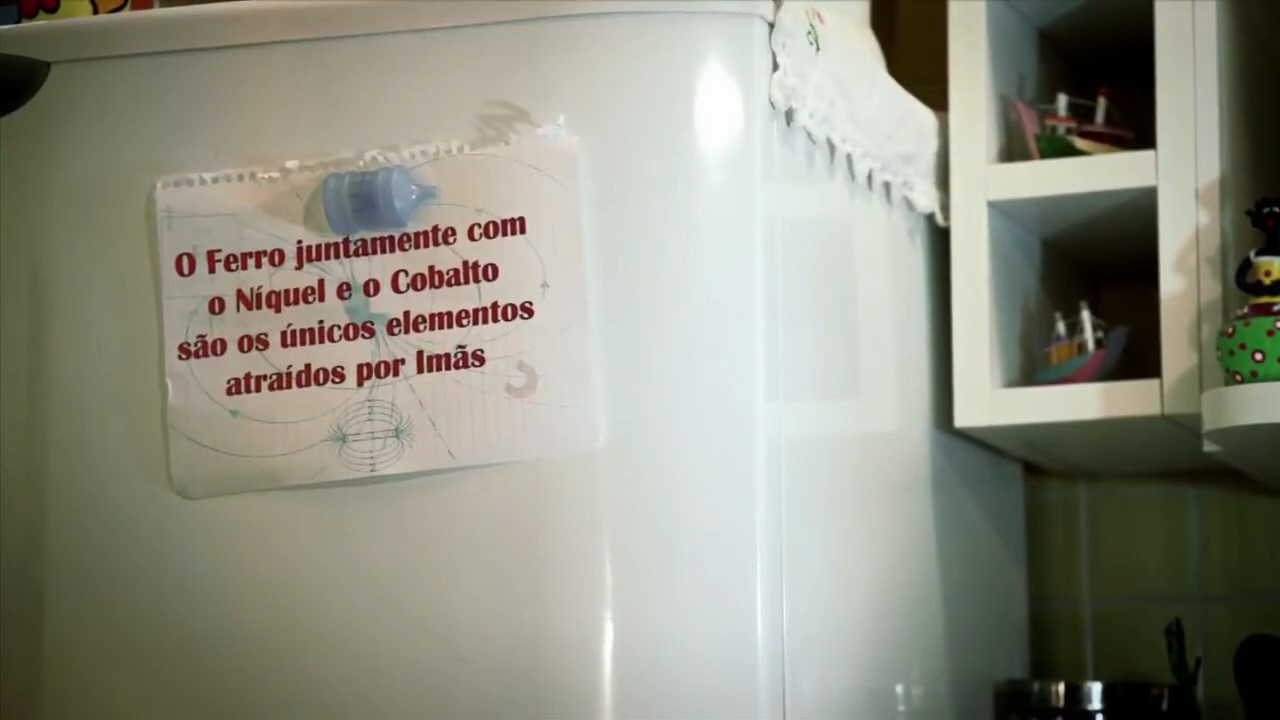 O Ferro juntamente com
o Níquel e o Cobalto
são os únicos elementos
atraídos por Imãs